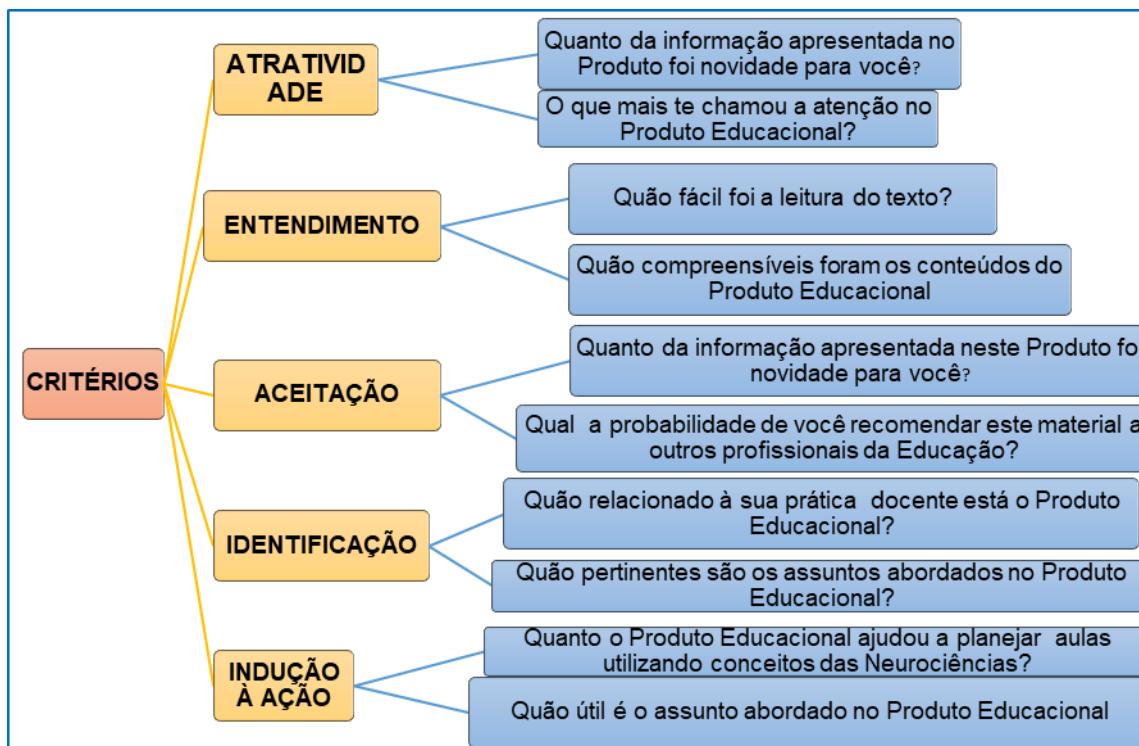 CRITÉRIOS
ATRATIVID
ADE
Quanto da informação apresentada no
Produto foi novidade para você?
O que mais te chamou a atenção no
Produto Educacional?
ENTENDIMENTO
Quão fácil foi a leitura do texto?
Quão compreensíveis foram os conteúdos do
Produto Educacional
ACEITAÇÃO
Quanto da informação apresentada neste Produto foi
novidade para você?
Qual a probabilidade de você recomendar este material a
outros profissionais da Educação?
IDENTIFICAÇÃO
Quão relacionado à sua prática docente está o Produto
Educacional?
Quão pertinentes são os assuntos abordados no Produto
Educacional?
INDUÇÃO
À AÇÃO
Quanto o Produto Educacional ajudou a planejar aulas
utilizando conceitos das Neurociências?
Quão útil é o assunto abordado no Produto Educacional